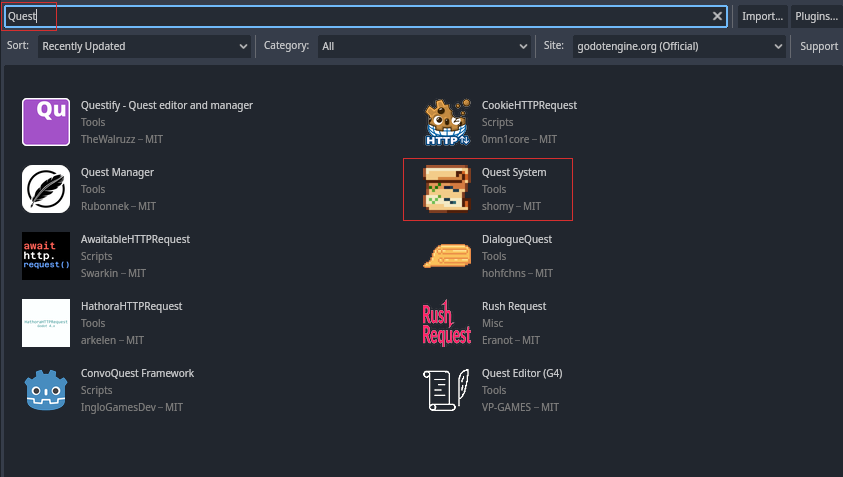 Quest
Import...
Plugins...
Sort:
Recently Updated
Category:
All
Site:
godotengine.org (Official)
Support
Qu
Questify - Quest editor and manager
Tools
TheWalruzz – MIT
HTTP
CookieHTTPRequest
Scripts
0mn1core – MIT
Quest Manager
Tools
Rubonnek – MIT
Quest System
Tools
shomy – MIT
await
http.
request()
AwaitableHTTPRequest
Scripts
Swarkin – MIT
DialogueQuest
Tools
hohfchns – MIT
HathoraHTTPRequest
HathoraHTTPRequest
Tools
arkelen – MIT
Rush
Request
Rush Request
Misc
Eranot – MIT
ConvoQuest Framework
Scripts
IngloGamesDev – MIT
Quest Editor (G4)
Tools
VP-GAMES – MIT